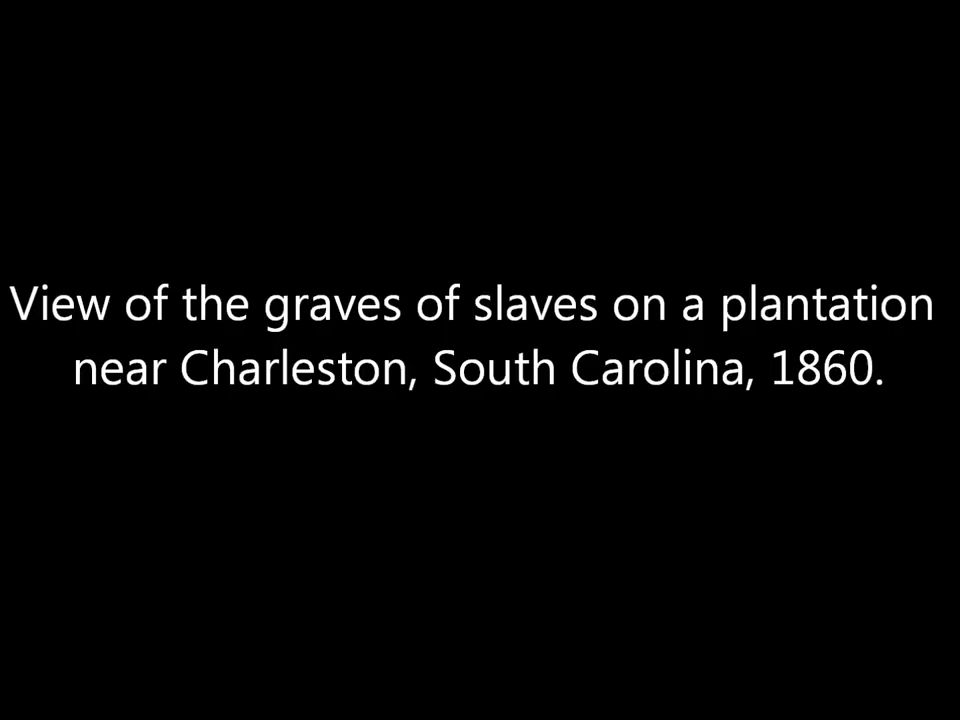 View of the graves of slaves on a plantation
near Charleston, South Carolina, 1860.